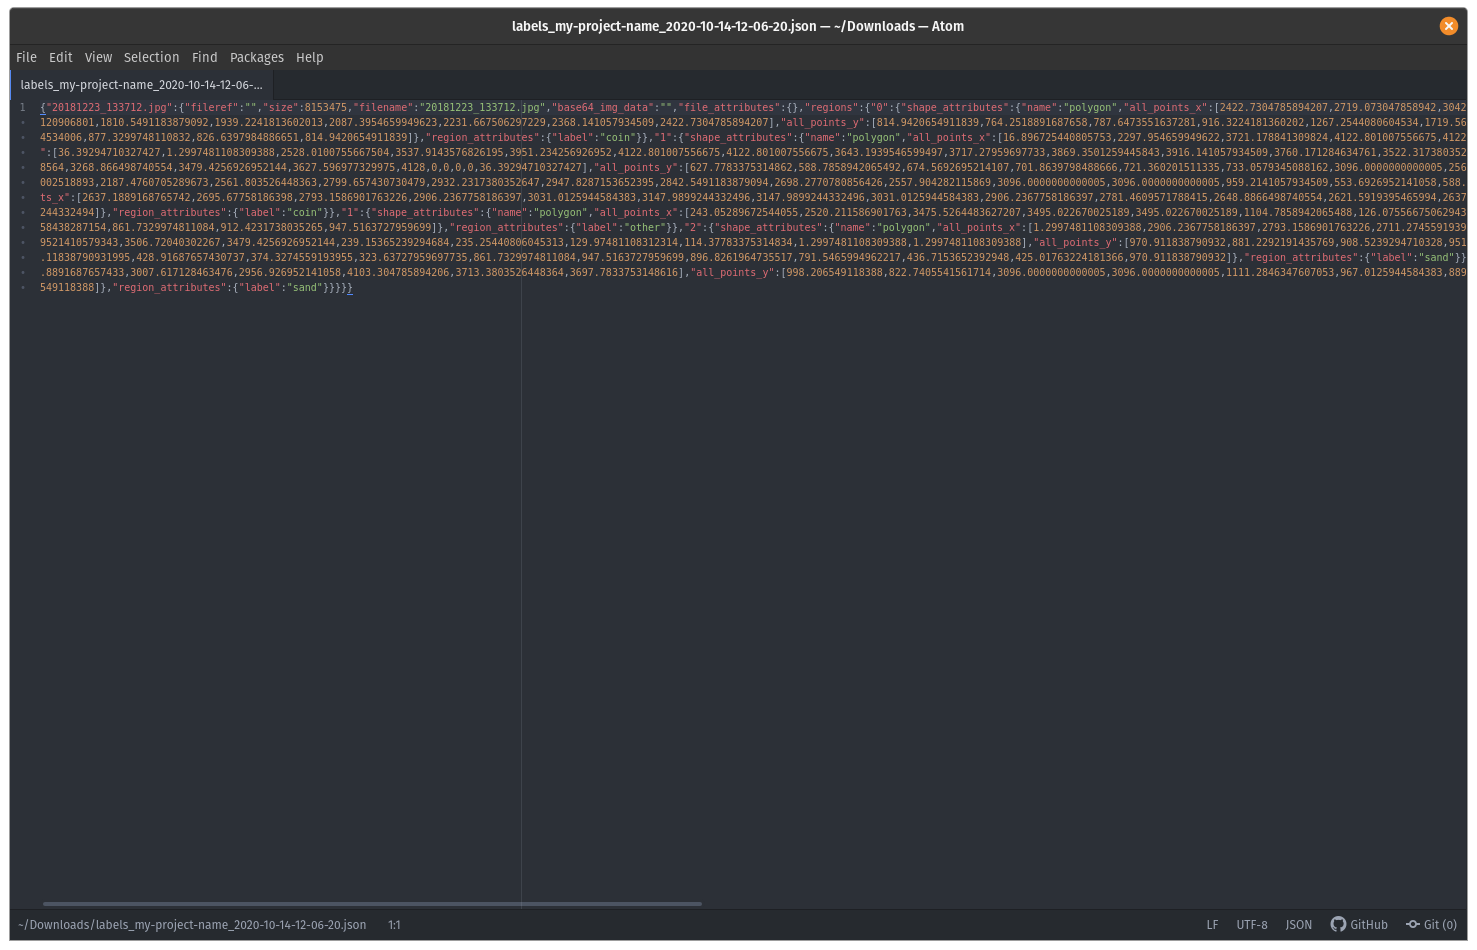 labels_my-project-name_2020-10-14-12-06-20.json — ~/Downloads — Atom
File Edit View Selection Find Packages Help
labels_my-project-name_2020-10-14-12-06-...
1 {"20181223_133712.jpg":{"fileref":"","size":8153475,"filename":"20181223_133712.jpg","base64_img_data":"","file_attributes":{},"regions":{"0":{"shape_attributes":{"name":"polygon","all_points_x":[2422.7304785894207,2719.073047858942,3042
120906801,1810.5491183879092,1939.2241813602013,2087.3954659949623,2231.667506297229,2368.141057934509,2422.7304785894207],"all_points_y":[814.9420654911839,764.2518891687658,787.6473551637281,916.3224181360202,1267.2544080604534,1719.56
4534006,877.3299748110832,826.6397984886651,814.9420654911839]},"region_attributes":{"label":"coin"}},"1":{"shape_attributes":{"name":"polygon","all_points_x":[16.896725440805753,2297.954659949622,3721.178841309824,4122.801007556675,4122
":[36.39294710327427,1.2997481108309388,2528.0100755667504,3537.9143576826195,3951.234256926952,4122.801007556675,4122.801007556675,3643.1939546599497,3717.27959697733,3869.3501259445843,3916.141057934509,3760.171284634761,3522.317380352
8564,3268.866498740554,3479.4256926952144,3627.596977329975,4128,0,0,0,0,36.39294710327427],"all_points_y":[627.7783375314862,588.7858942065492,674.5692695214107,701.8639798488666,721.360201511335,733.0579345088162,3096.0000000000005,256
002518893,2187.4760705289673,2561.803526448363,2799.657430730479,2932.2317380352647,2947.8287153652395,2842.5491183879094,2698.2770780856426,2557.904282115869,3096.0000000000005,3096.0000000000005,959.2141057934509,553.6926952141058,588.
ts_x":[2637.1889168765742,2695.67758186398,2793.1586901763226,2906.2367758186397,3031.0125944584383,3147.9899244332496,3147.9899244332496,3031.0125944584383,2906.2367758186397,2781.4609571788415,2648.8866498740554,2621.5919395465994,2637
244332494]},"region_attributes":{"label":"coin"}},"1":{"shape_attributes":{"name":"polygon","all_points_x":[243.05289672544055,2520.211586901763,3475.5264483627207,3495.022670025189,3495.022670025189,1104.7858942065488,126.07556675062943
58438287154,861.7329974811084,912.4231738035265,947.5163727959699]},"region_attributes":{"label":"other"}},"2":{"shape_attributes":{"name":"polygon","all_points_x":[1.2997481108309388,2906.2367758186397,2793.1586901763226,2711.2745591939
9521410579343,3506.72040302267,3479.4256926952144,239.15365239294684,235.25440806045313,129.97481108312314,114.37783375314834,1.2997481108309388,1.2997481108309388],"all_points_y":[970.911838790932,881.2292191435769,908.5239294710328,951
.11838790931995,428.91687657430737,374.3274559193955,323.63727959697735,861.7329974811084,947.5163727959699,896.8261964735517,791.5465994962217,436.7153652392948,425.01763224181366,970.911838790932]},"region_attributes":{"label":"sand"}}
.8891687657433,3007.617128463476,2956.926952141058,4103.304785894206,3713.3803526448364,3697.7833753148616],"all_points_y":[998.206549118388,822.7405541561714,3096.0000000000005,3096.0000000000005,1111.2846347607053,967.0125944584383,889
549118388]},"region_attributes":{"label":"sand"}}}}}
~/Downloads/labels_my-project-name_2020-10-14-12-06-20.json 1:1 LF UTF-8 JSON GitHub Git (0)